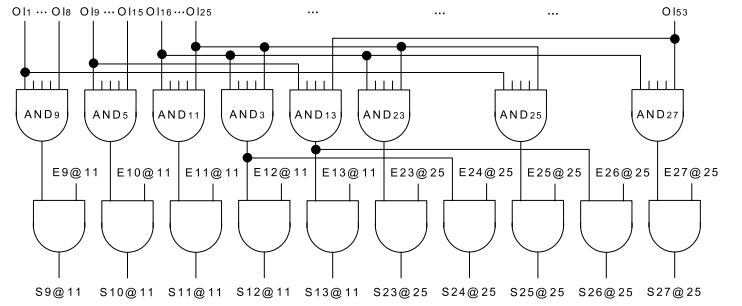 OI1 ··· OI8 OI9 ··· OI15 OI16 ··· OI25 ... ... ... OI53
AND9 AND5 AND11 AND3 AND13 AND23 AND25 AND27
E9@11 E10@11 E11@11 E12@11 E13@11 E23@25 E24@25 E25@25 E26@25 E27@25
S9@11 S10@11 S11@11 S12@11 S13@11 S23@25 S24@25 S25@25 S26@25 S27@25